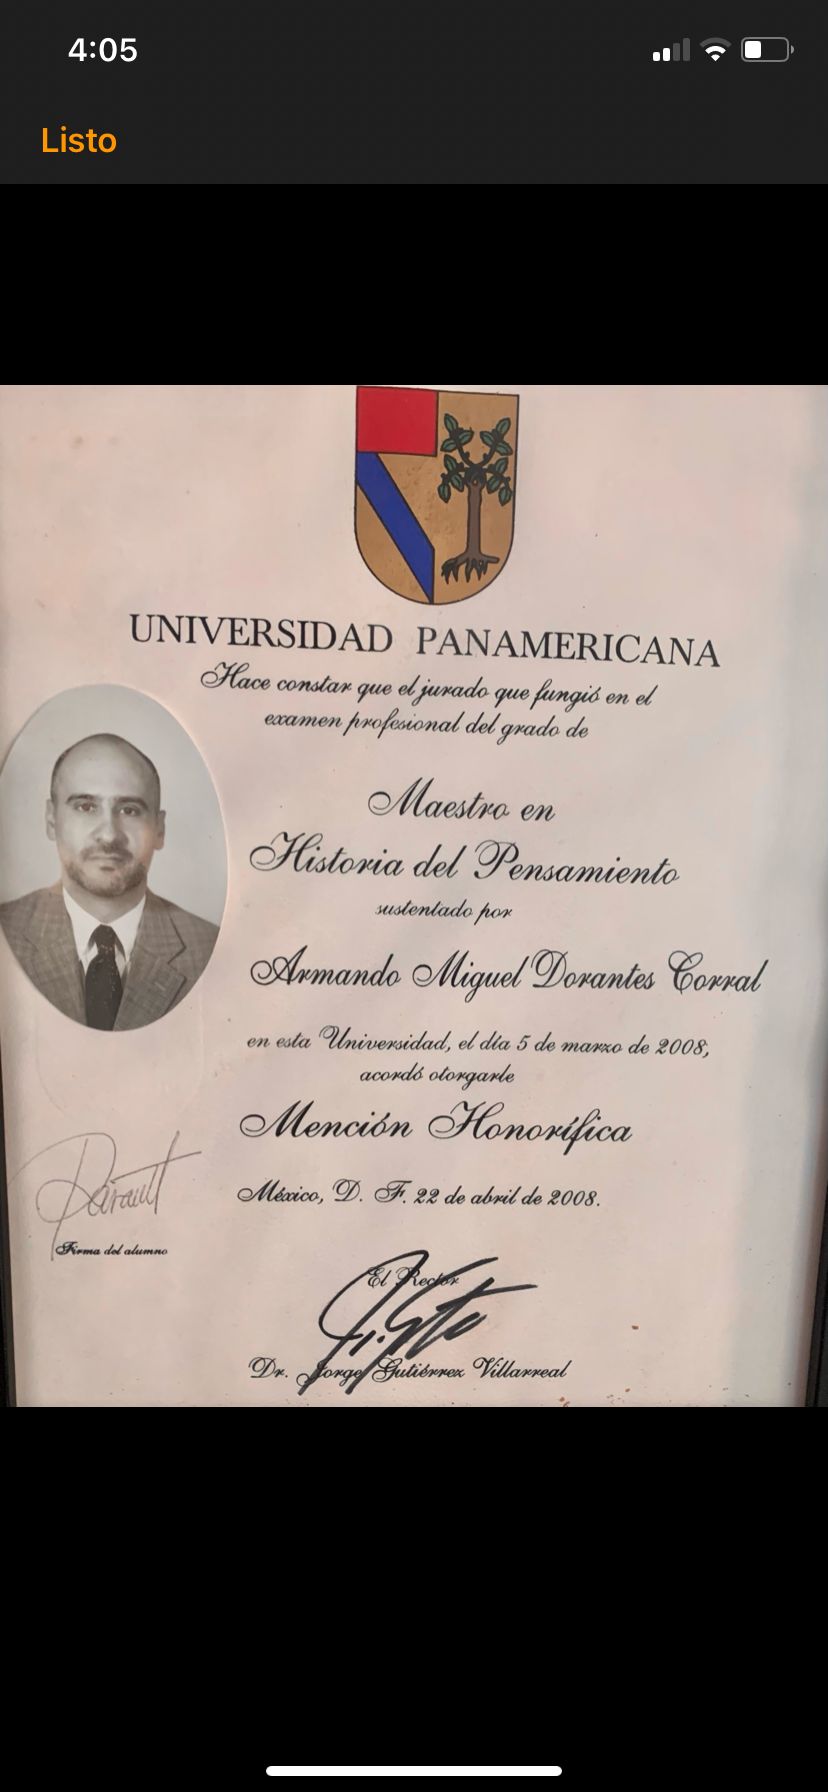 4:05
Listo
UNIVERSIDAD PANAMERICANA
Hace constar que el jurado que fungió en el
examen profesional del grado de
Maestro en
Historia del Pensamiento
sustentado por
Armando Miguel Dorantes Corral
en esta Universidad, el día 5 de marzo de 2008,
acordó otorgarle
Mención Honorífica
México, D. F. 22 de abril de 2008.
Firma del alumno
El Rector
Dr. Jorge Gutiérrez Villarreal